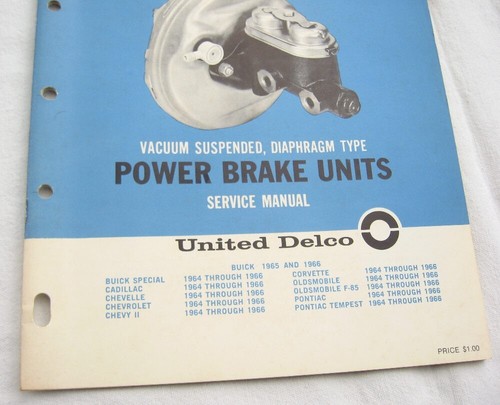 VACUUM SUSPENDED, DIAPHRAGM TYPE
POWER BRAKE UNITS
SERVICE MANUAL
United Delco
BUICK 1965 AND 1966
BUICK SPECIAL 1964 THROUGH 1966
CADILLAC 1964 THROUGH 1966
CHEVELLE 1964 THROUGH 1966
CHEVROLET 1964 THROUGH 1966
CHEVY II 1964 THROUGH 1966
CORVETTE 1964 THROUGH 1966
OLDSMOBILE 1964 THROUGH 1966
OLDSMOBILE F-85 1964 THROUGH 1966
PONTIAC 1964 THROUGH 1966
PONTIAC TEMPEST 1964 THROUGH 1966
PRICE $1.00